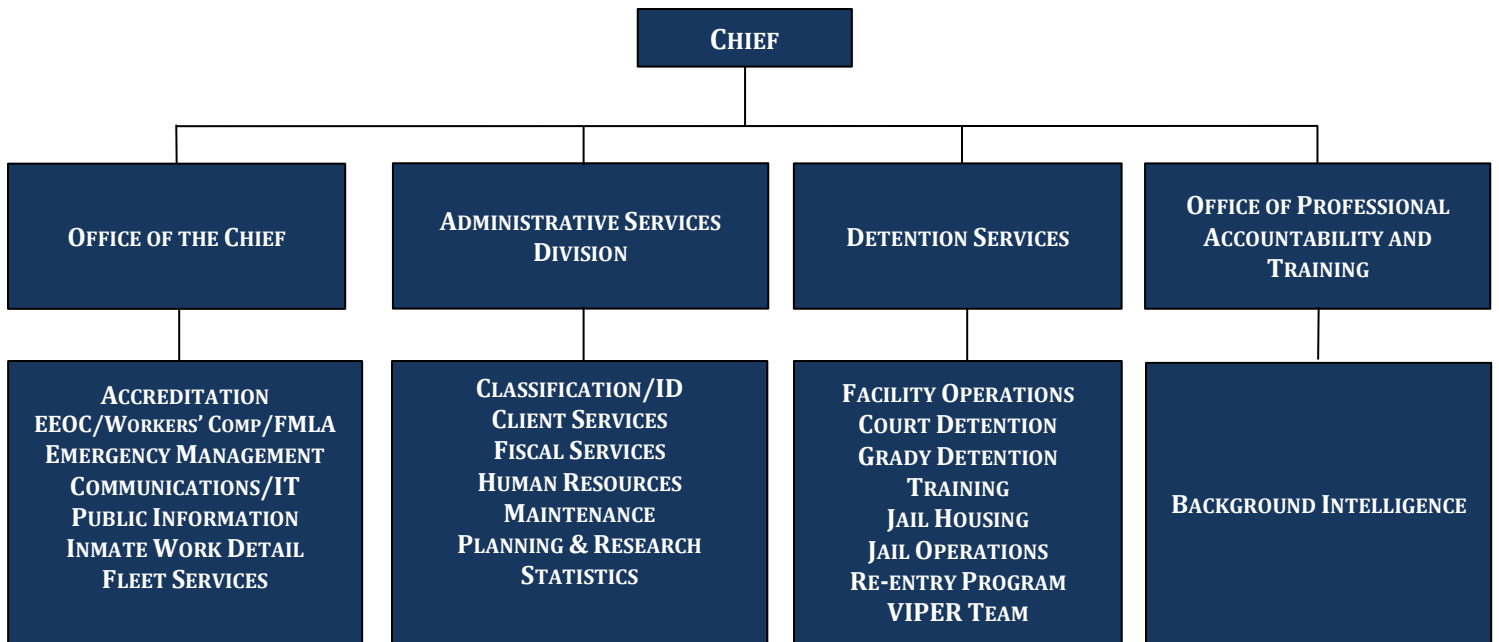 CHIEF
OFFICE OF THE CHIEF
ADMINISTRATIVE SERVICES
DIVISION
DETENTION SERVICES
OFFICE OF PROFESSIONAL
ACCOUNTABILITY AND
TRAINING
ACCREDITATION
EEOC/WORKERS' COMP/FMLA
EMERGENCY MANAGEMENT
COMMUNICATIONS/IT
PUBLIC INFORMATION
INMATE WORK DETAIL
FLEET SERVICES
CLASSIFICATION/ID
CLIENT SERVICES
FISCAL SERVICES
HUMAN RESOURCES
MAINTENANCE
PLANNING & RESEARCH
STATISTICS
FACILITY OPERATIONS
COURT DETENTION
GRADY DETENTION
TRAINING
JAIL HOUSING
JAIL OPERATIONS
RE-ENTRY PROGRAM
VIPER TEAM
BACKGROUND INTELLIGENCE